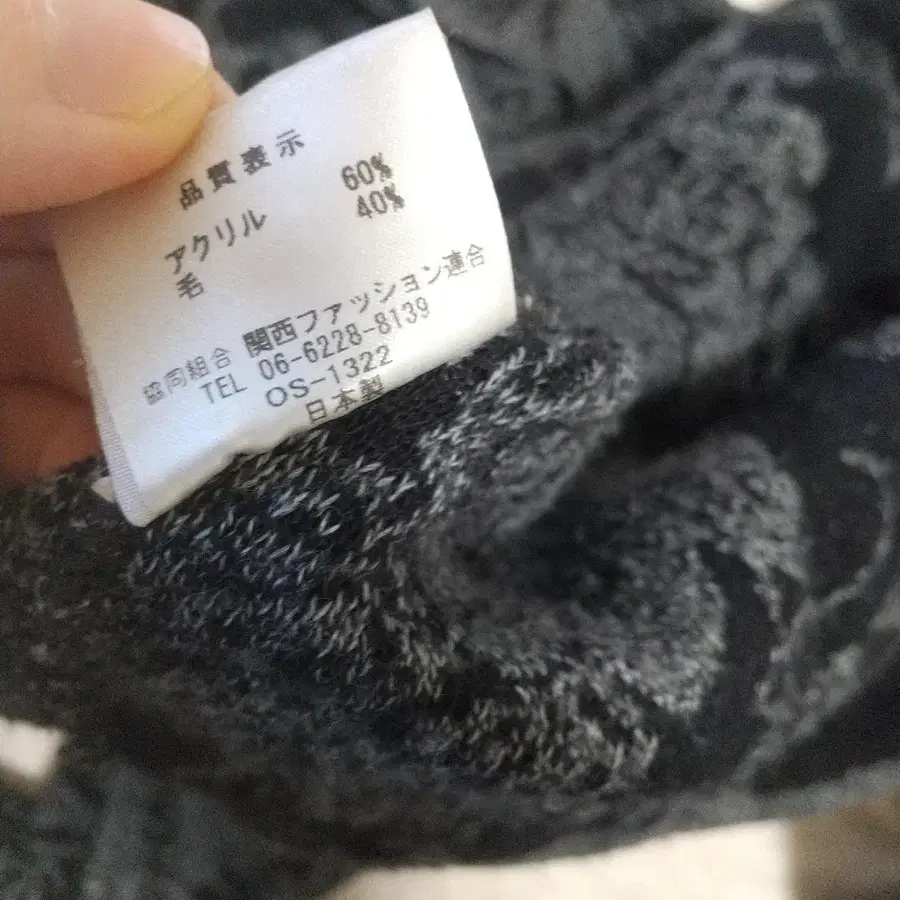 品質表示
アクリル 60%
毛 40%
協同組合 関西ファッション連合
TEL 06-6228-8139
OS-1322
日本製